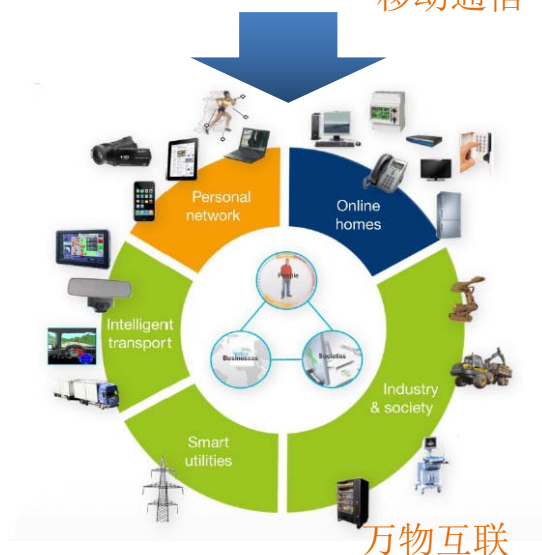 移动通信
Personal
network
Online
homes
People
Intelligent
transport
Businesses
Societies
Industry
& society
Smart
utilities
万物互联